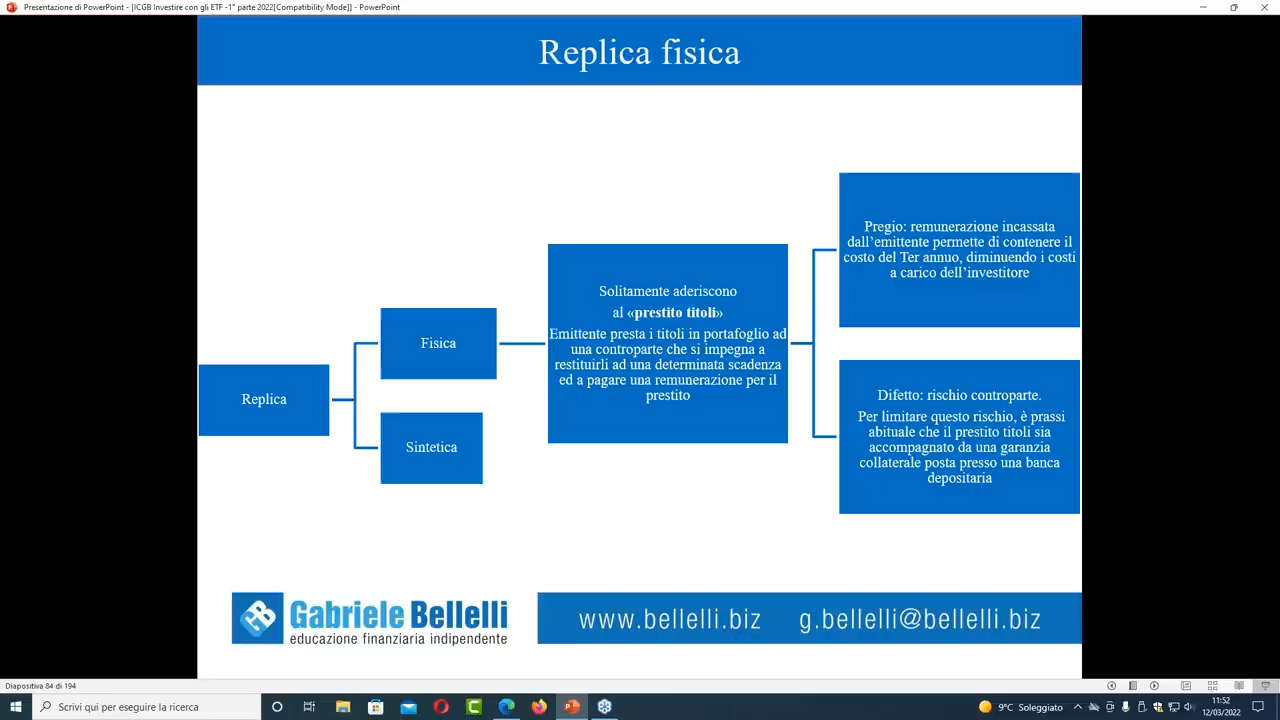 Presentazione di PowerPoint - [ICGB Investire con gli ETF -1° parte 2022[Compatibility Mode]] - PowerPoint
Replica fisica
Replica
Fisica
Sintetica
Solitamente aderiscono
al «prestito titoli»
Emittente presta i titoli in portafoglio ad
una controparte che si impegna a
restituirli ad una determinata scadenza
ed a pagare una remunerazione per il
prestito
Pregio: remunerazione incassata
dall’emittente permette di contenere il
costo del Ter annuo, diminuendo i costi
a carico dell’investitore
Difetto: rischio controparte.
Per limitare questo rischio, è prassi
abituale che il prestito titoli sia
accompagnato da una garanzia
collaterale posta presso una banca
depositaria
Gabriele Bellelli
educazione finanziaria indipendente
www.bellelli.biz g.bellelli@bellelli.biz
Diapositiva 84 di 194
Scrivi qui per eseguire la ricerca
9°C Soleggiato
11:52
12/03/2022